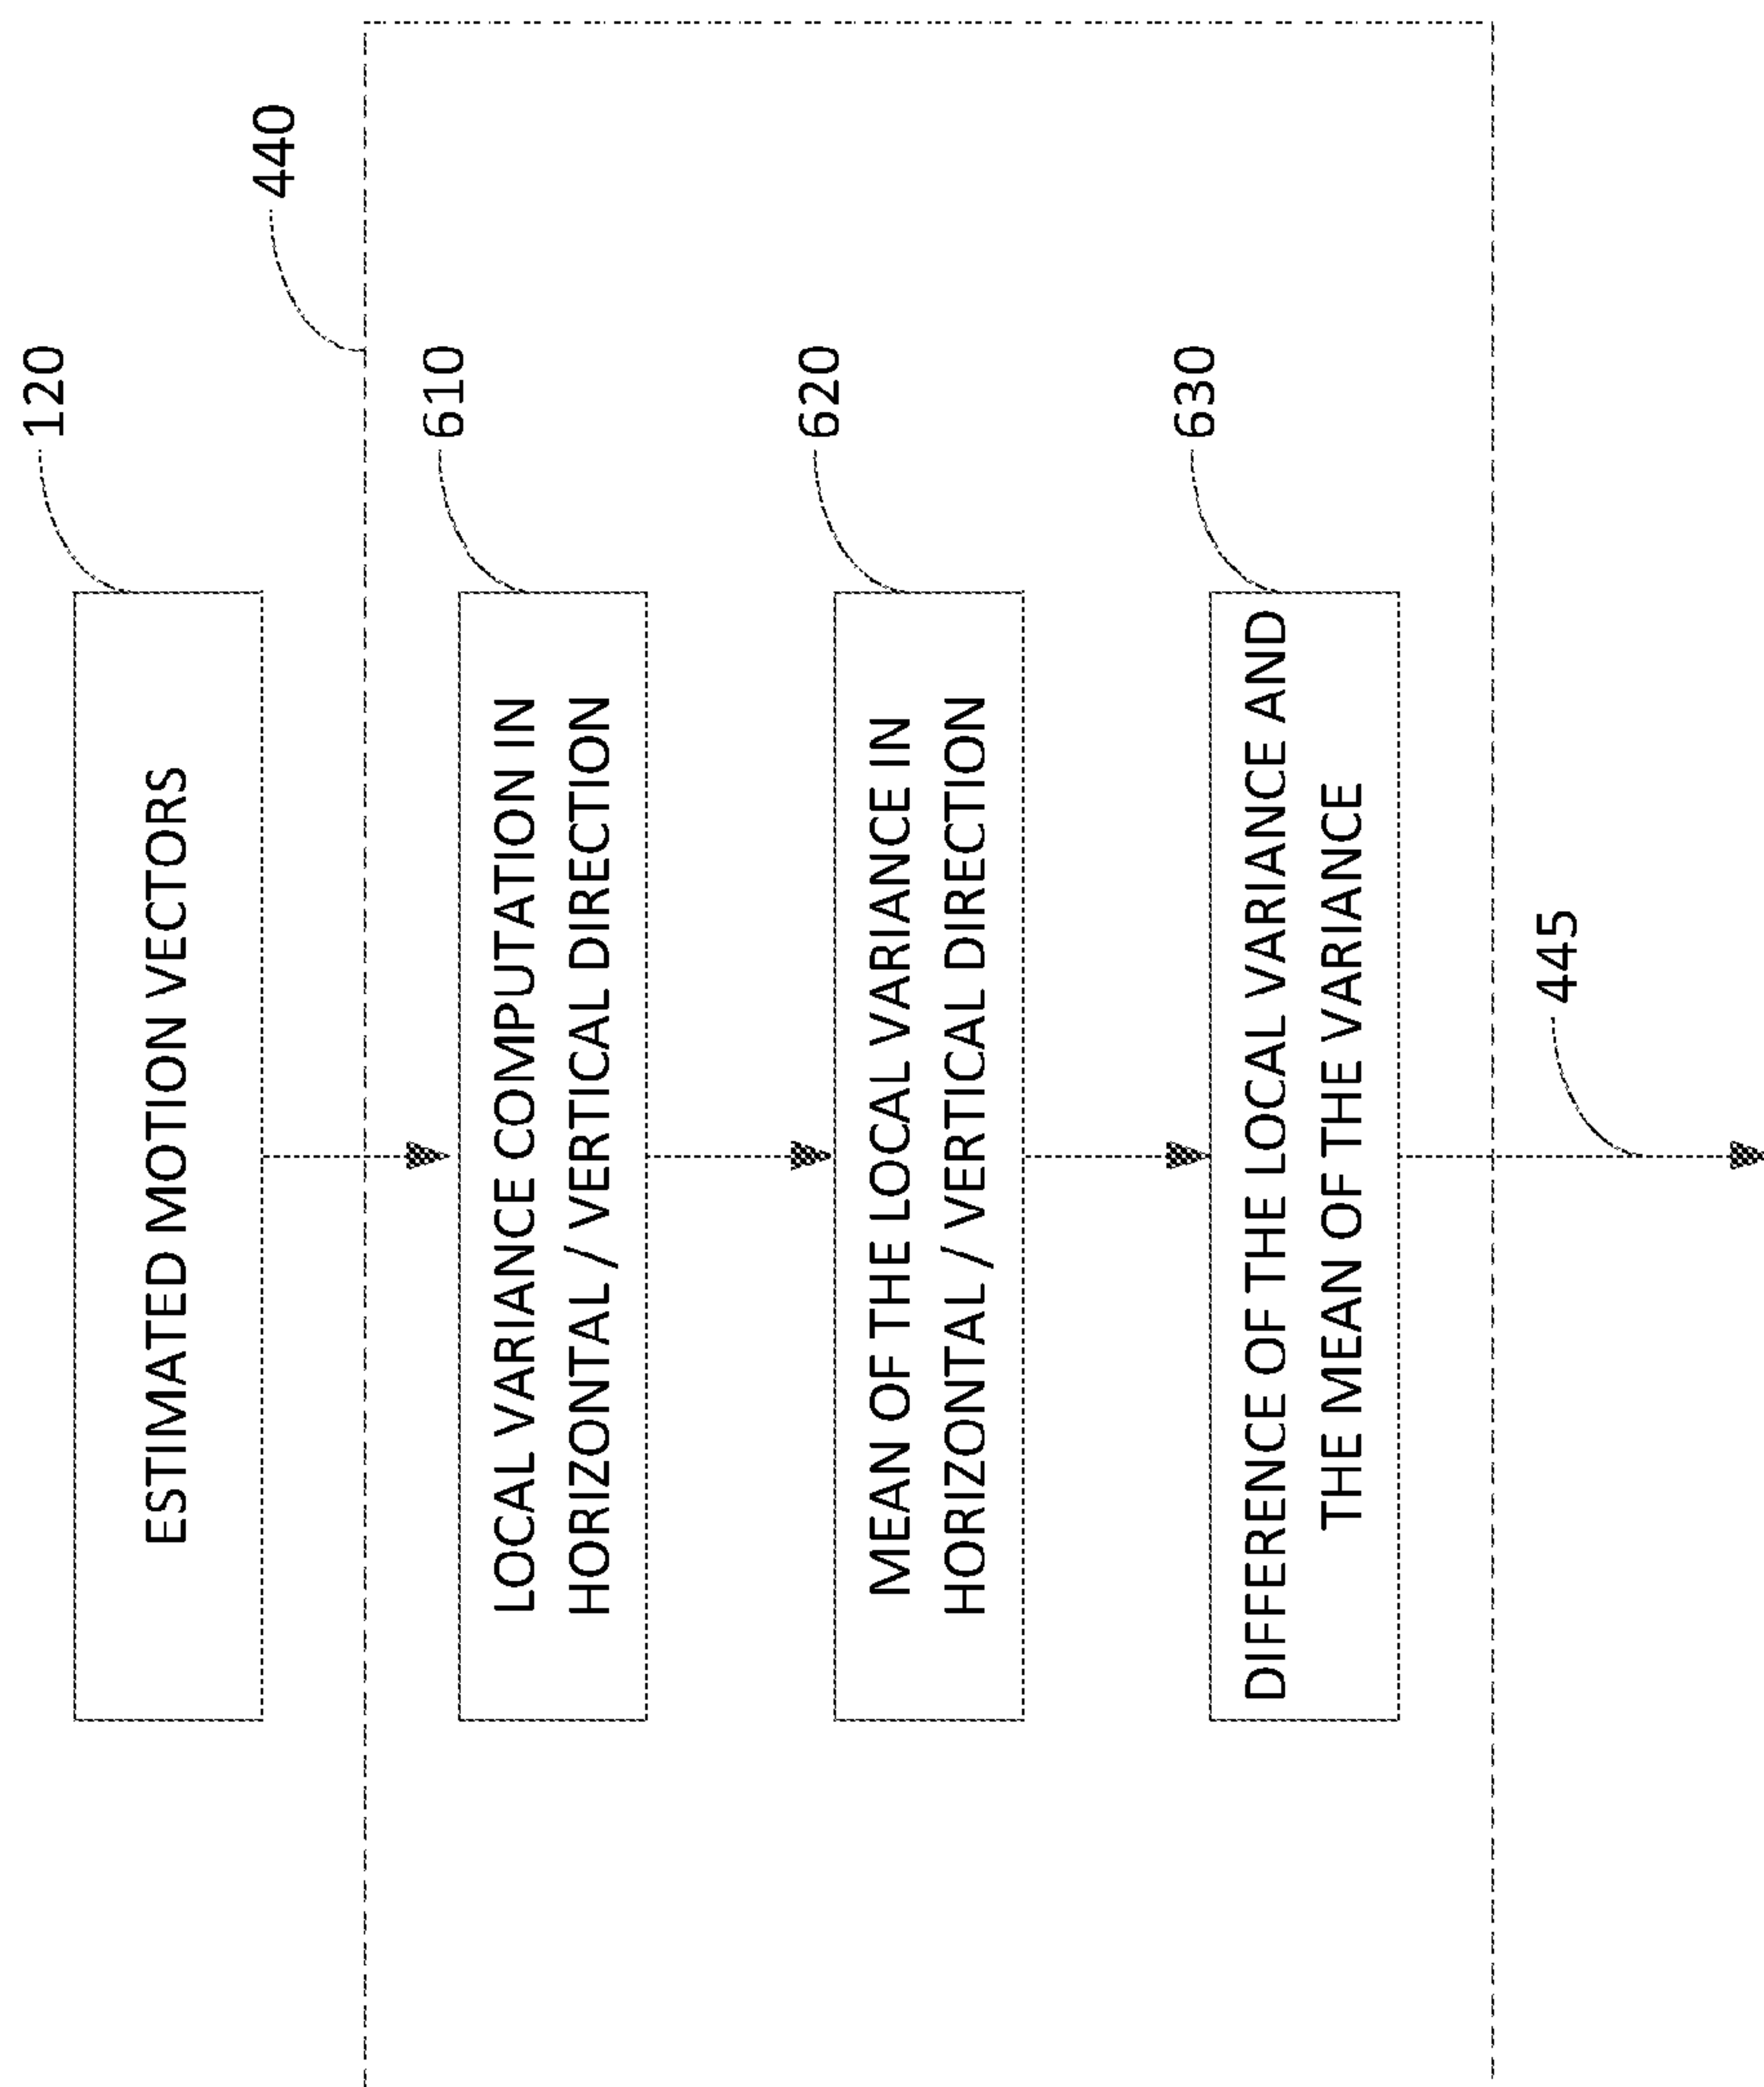 120
ESTIMATED MOTION VECTORS
440
610
LOCAL VARIANCE COMPUTATION IN
HORIZONTAL / VERTICAL DIRECTION
620
MEAN OF THE LOCAL VARIANCE IN
HORIZONTAL / VERTICAL DIRECTION
630
DIFFERENCE OF THE LOCAL VARIANCE AND
THE MEAN OF THE VARIANCE
445